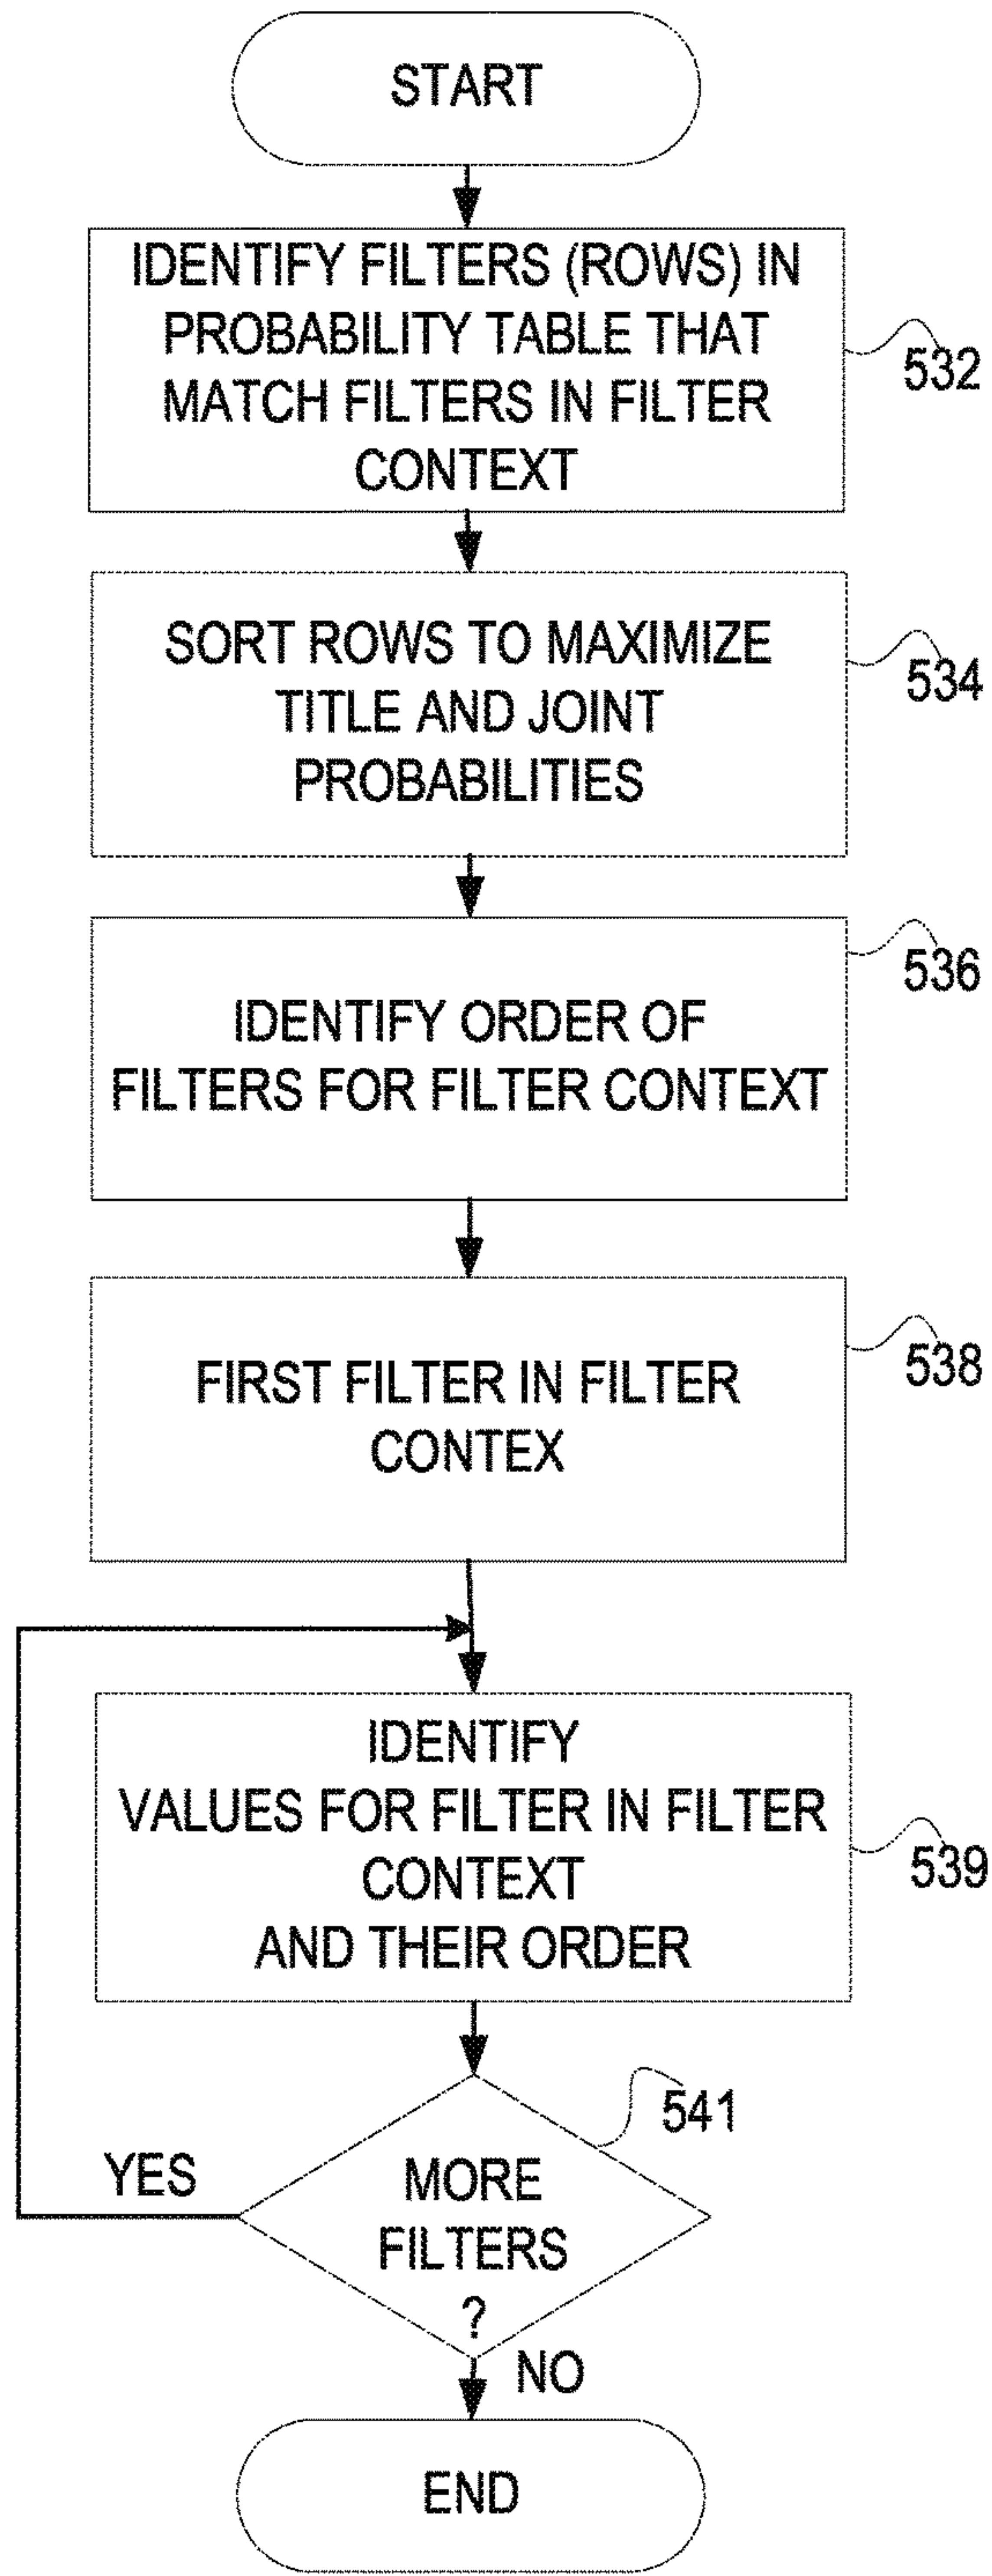 START
IDENTIFY FILTERS (ROWS) IN
PROBABILITY TABLE THAT
MATCH FILTERS IN FILTER
CONTEXT
532
SORT ROWS TO MAXIMIZE
TITLE AND JOINT
PROBABILITIES
534
IDENTIFY ORDER OF
FILTERS FOR FILTER CONTEXT
536
FIRST FILTER IN FILTER
CONTEX
538
IDENTIFY
VALUES FOR FILTER IN FILTER
CONTEXT
AND THEIR ORDER
539
541
YES
MORE
FILTERS
?
NO
END